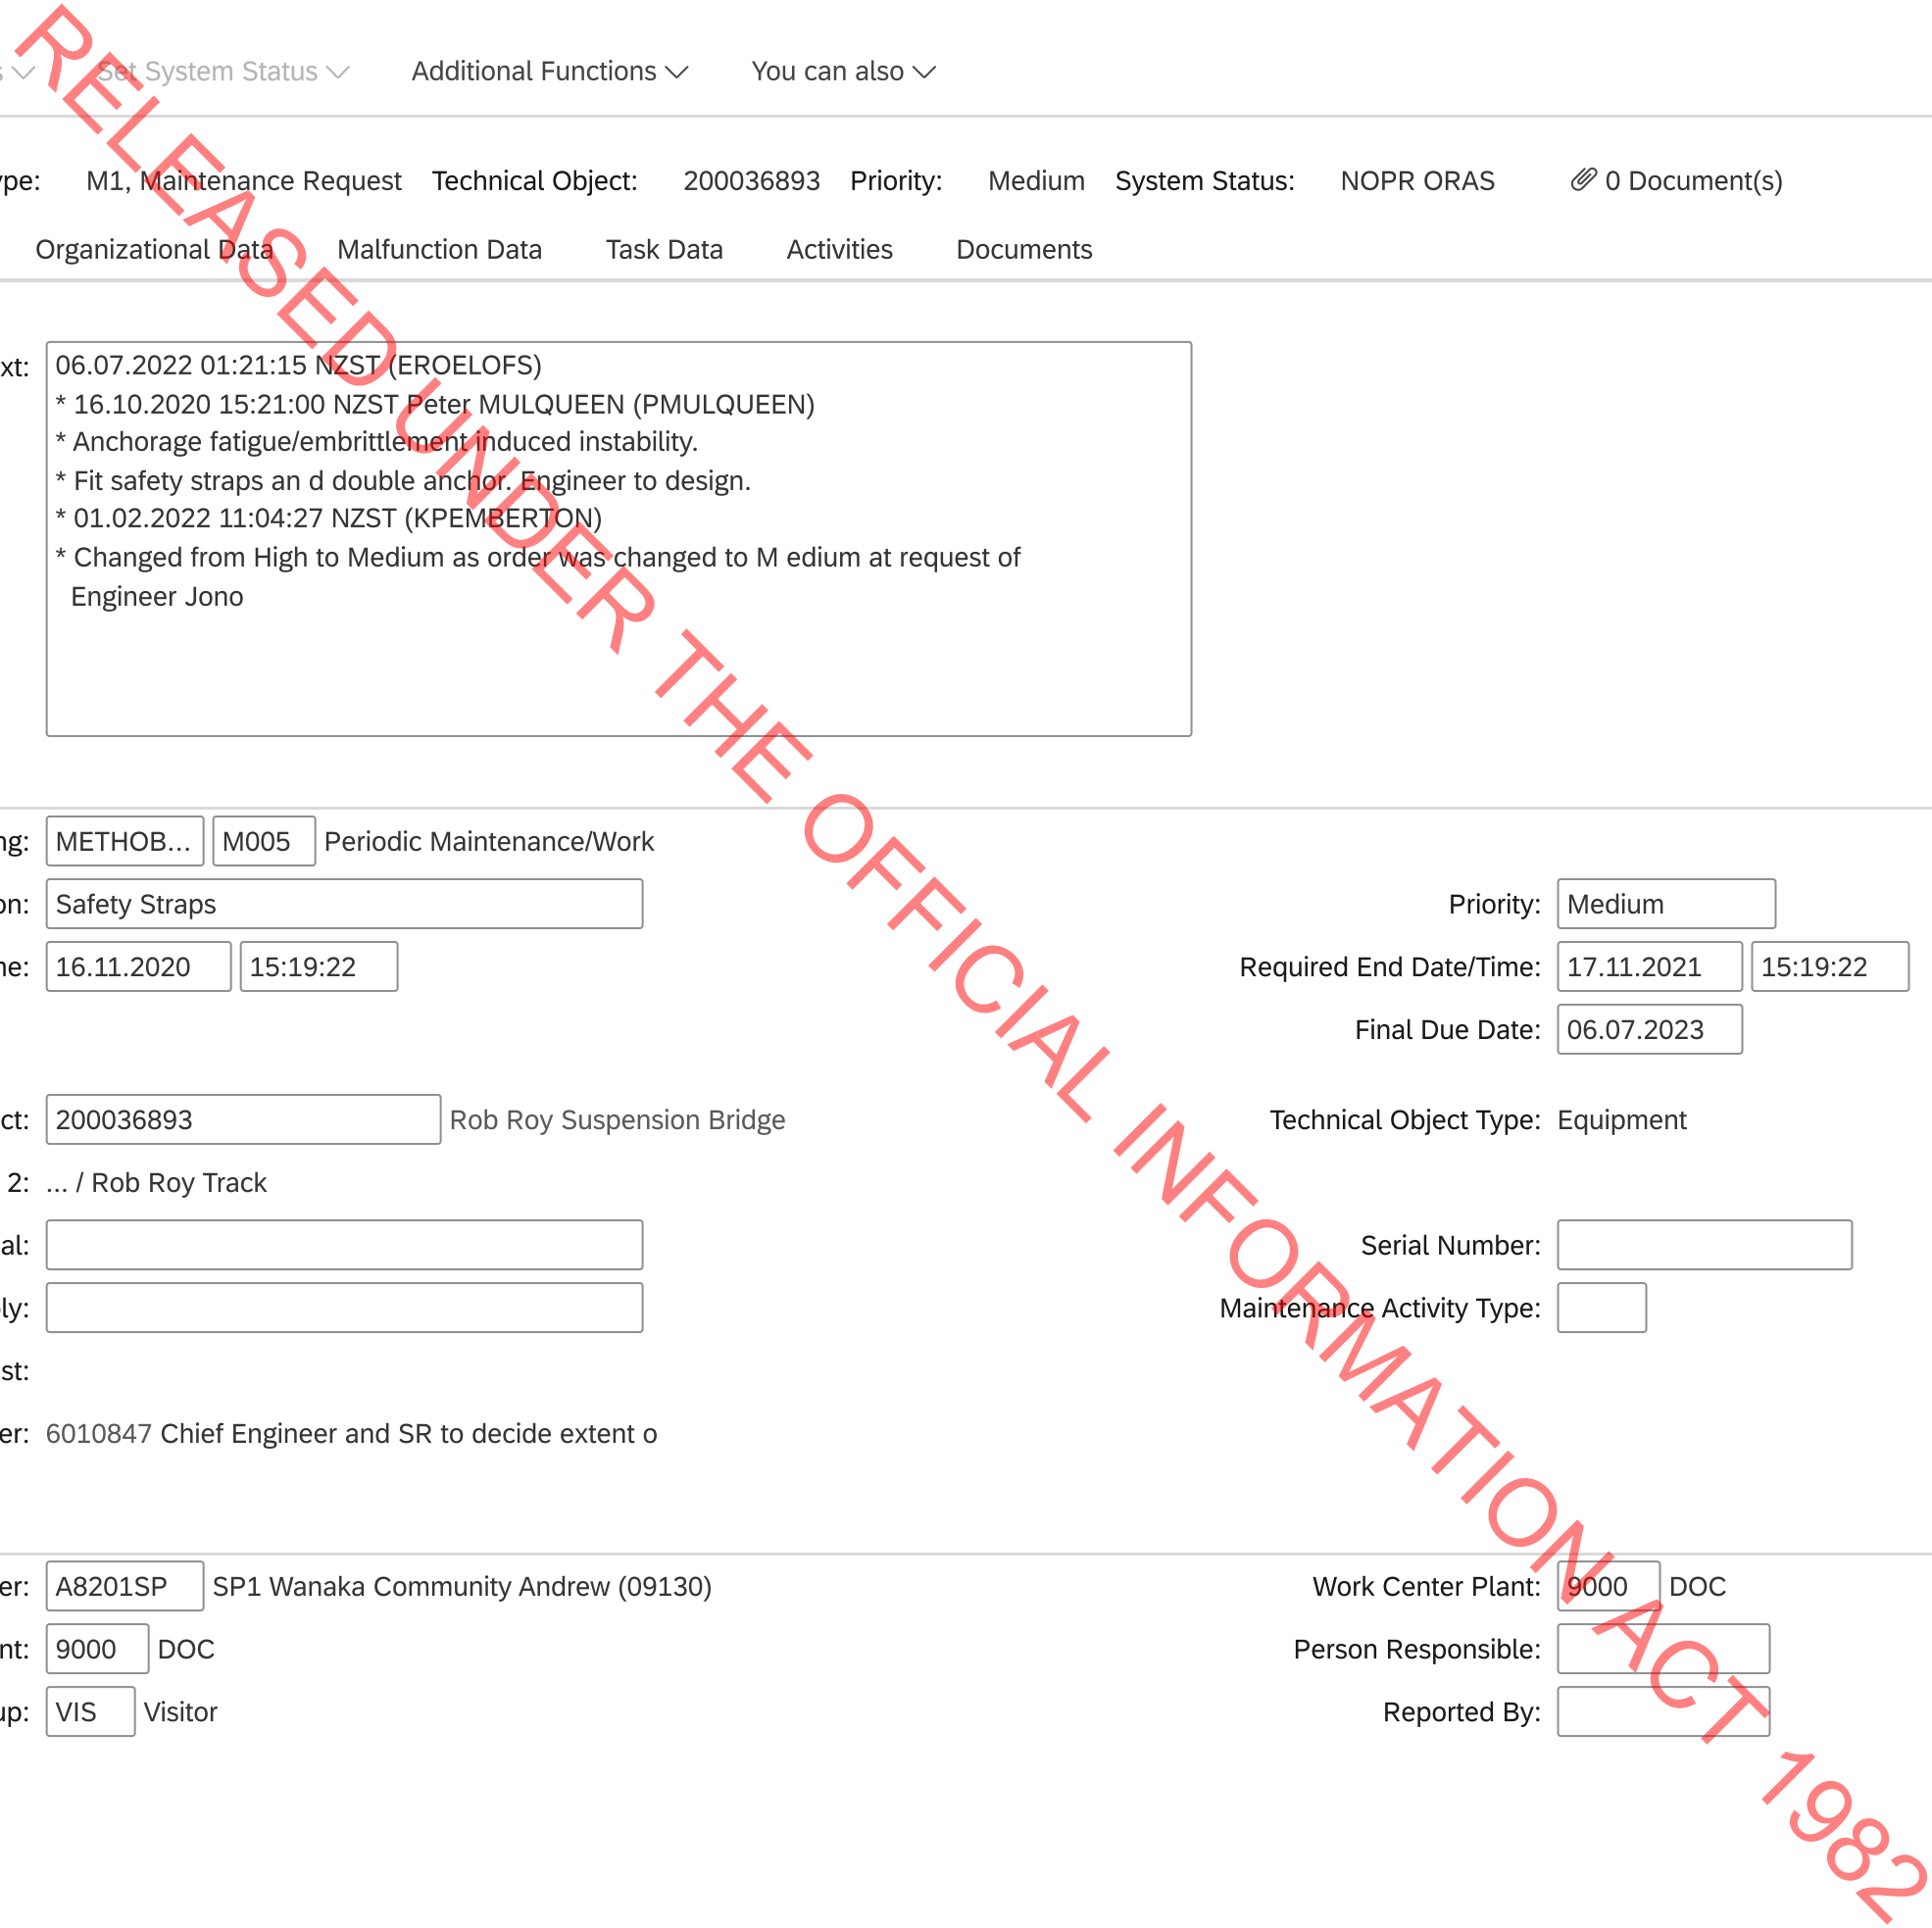 Set System Status
Additional Functions
You can also
ype: M1, Maintenance Request Technical Object: 200036893 Priority: Medium System Status: NOPR ORAS 0 Document(s)
Organizational Data Malfunction Data Task Data Activities Documents
xt: 06.07.2022 01:21:15 NZST (EROELOFS)
* 16.10.2020 15:21:00 NZST Peter MULQUEEN (PMULQUEEN)
* Anchorage fatigue/embrittlement induced instability.
* Fit safety straps an d double anchor. Engineer to design.
* 01.02.2022 11:04:27 NZST (KPEMBERTON)
* Changed from High to Medium as order was changed to M edium at request of
Engineer Jono
ng: METHOB... M005 Periodic Maintenance/Work
on: Safety Straps Priority: Medium
ne: 16.11.2020 15:19:22 Required End Date/Time: 17.11.2021 15:19:22
Final Due Date: 06.07.2023
ct: 200036893 Rob Roy Suspension Bridge Technical Object Type: Equipment
2: ... / Rob Roy Track
al: Serial Number:
ly: Maintenance Activity Type:
st:
er: 6010847 Chief Engineer and SR to decide extent o
er: A8201SP SP1 Wanaka Community Andrew (09130) Work Center Plant: 9000 DOC
nt: 9000 DOC Person Responsible:
up: VIS Visitor Reported By:
RELEASED UNDER THE OFFICIAL INFORMATION ACT 1982